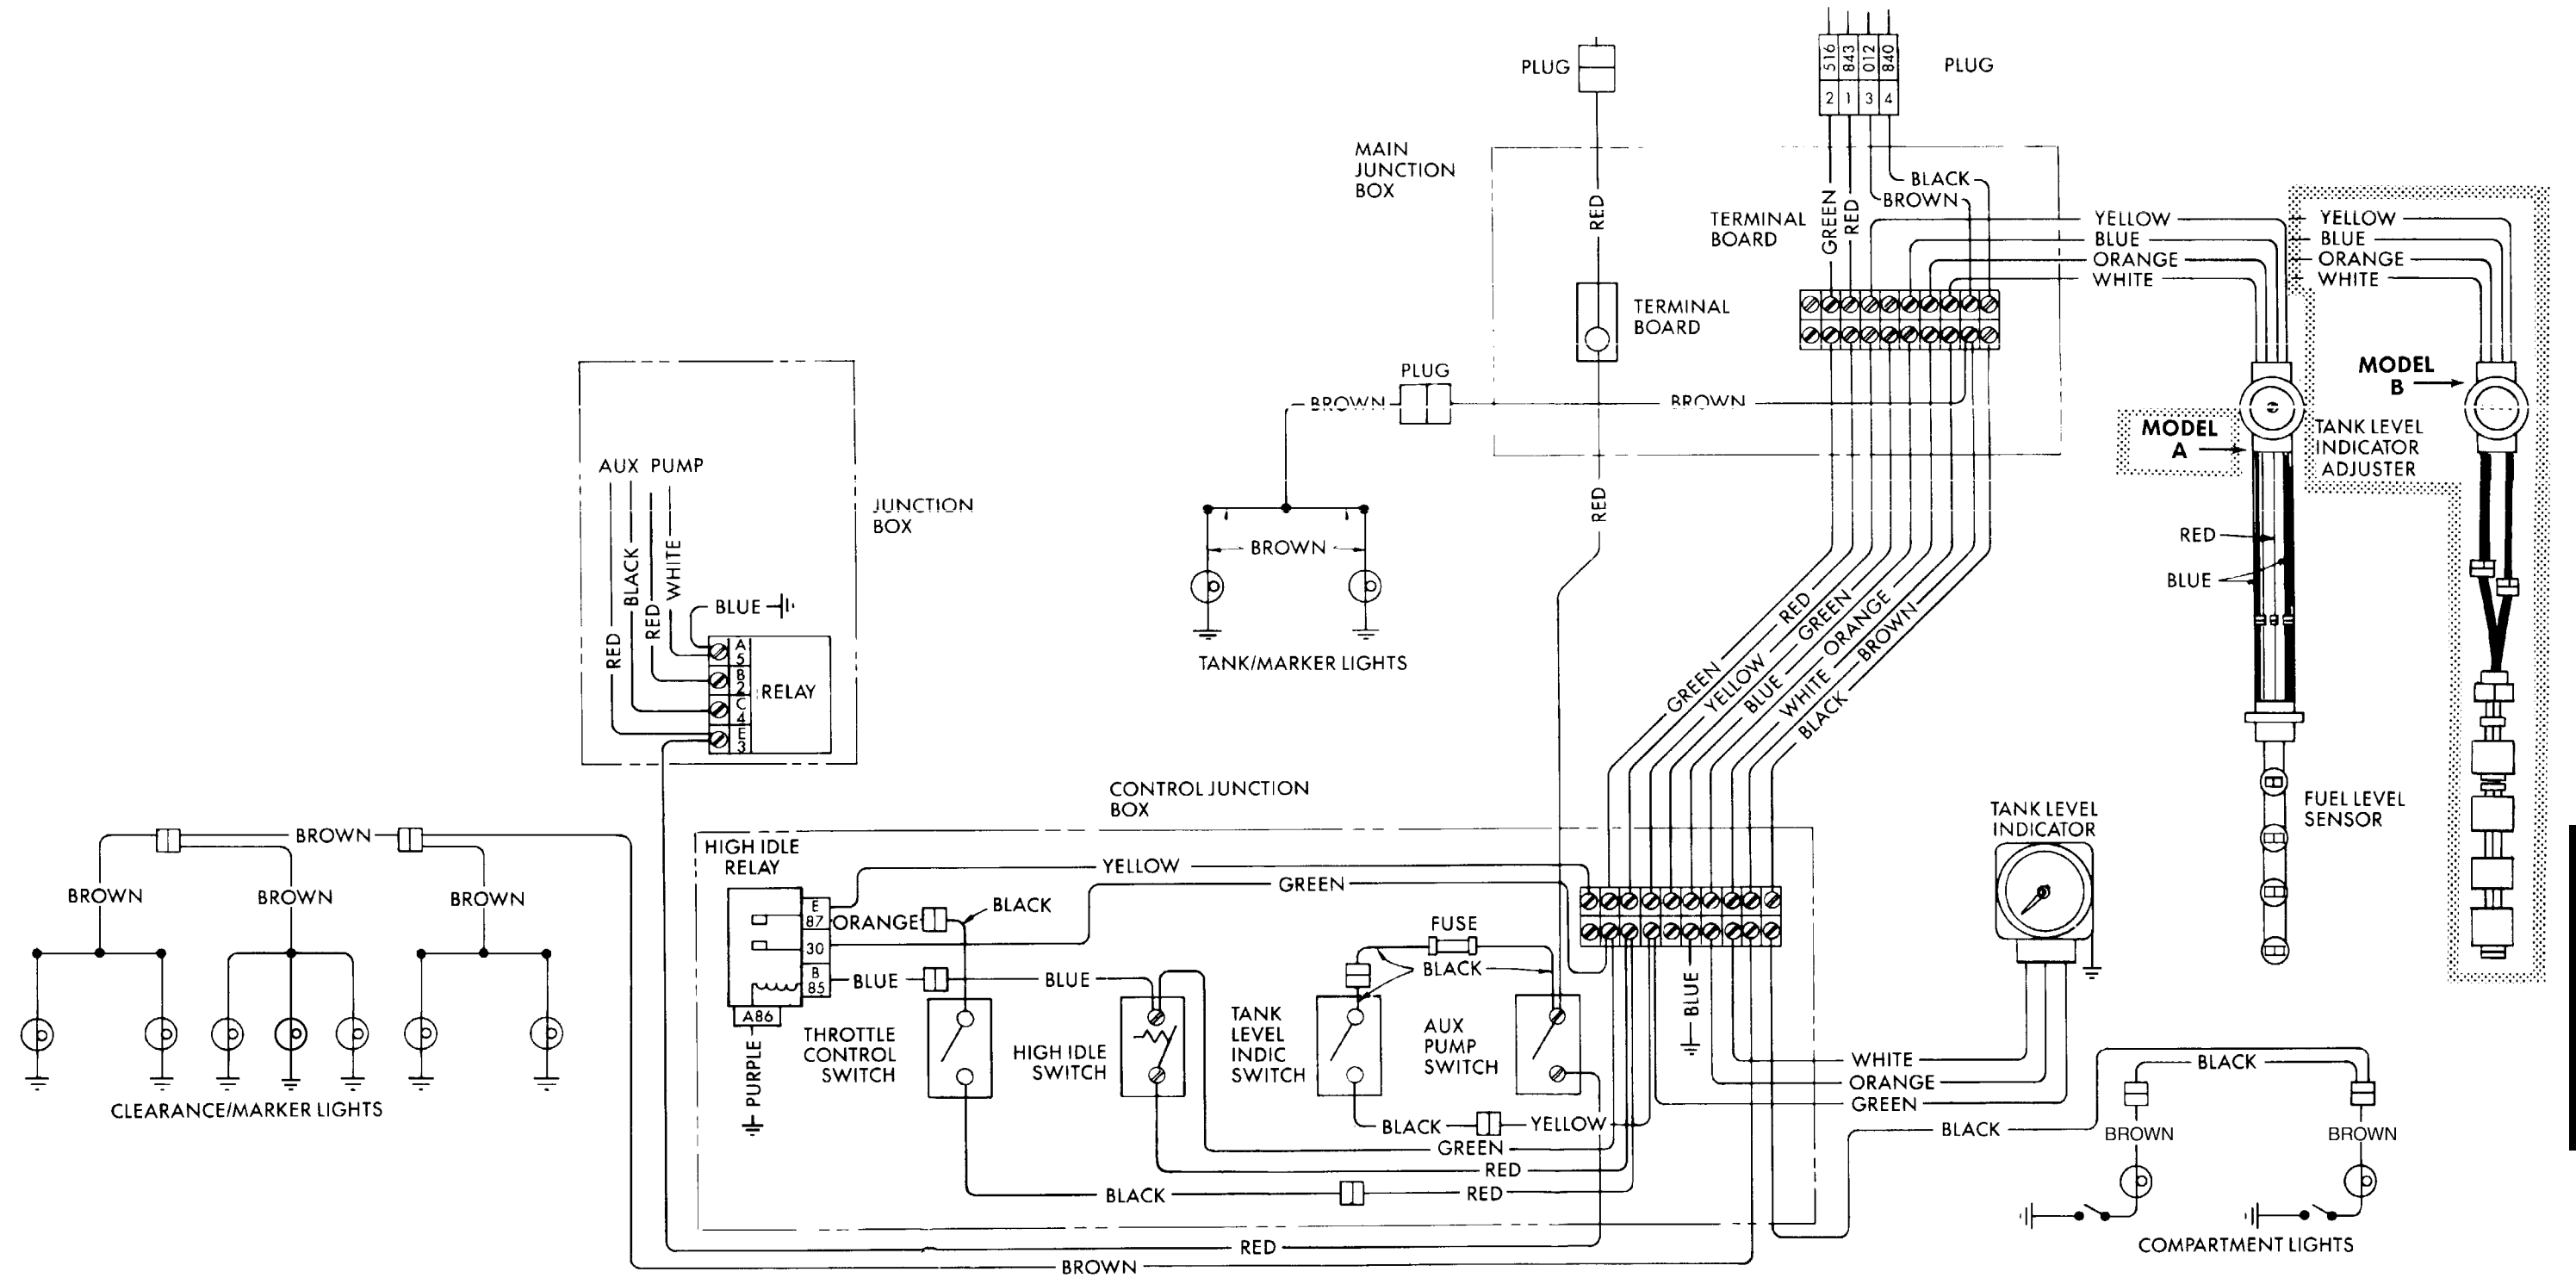 516
843
012
840
PLUG
PLUG
2
1
3
4
MAIN
JUNCTION
BOX
BLACK
BROWN
RED
GREEN
RED
TERMINAL
BOARD
YELLOW
BLUE
ORANGE
WHITE
YELLOW
BLUE
ORANGE
WHITE
TERMINAL
BOARD
PLUG
BROWN
BROWN
MODEL
B
MODEL
A
TANK LEVEL
INDICATOR
ADJUSTER
AUX PUMP
JUNCTION
BOX
RED
BLACK
RED
WHITE
BLUE
A
5
B
2
C
4
E
3
RELAY
BROWN
TANK/MARKER LIGHTS
RED
RED
BLUE
GREEN
RED
YELLOW
GREEN
BLUE
ORANGE
WHITE
BROWN
BLACK
CONTROL JUNCTION
BOX
TANK LEVEL
INDICATOR
FUEL LEVEL
SENSOR
BROWN
BROWN
BROWN
BROWN
CLEARANCE/MARKER LIGHTS
HIGH IDLE
RELAY
E
87
30
B
85
A86
YELLOW
GREEN
ORANGE
BLACK
BLUE
BLUE
PURPLE
FUSE
BLACK
BLUE
THROTTLE
CONTROL
SWITCH
HIGH IDLE
SWITCH
TANK
LEVEL
INDIC
SWITCH
AUX
PUMP
SWITCH
BLACK
YELLOW
GREEN
RED
BLACK
RED
WHITE
ORANGE
GREEN
BLACK
BLACK
BROWN
BROWN
COMPARTMENT LIGHTS
RED
BROWN